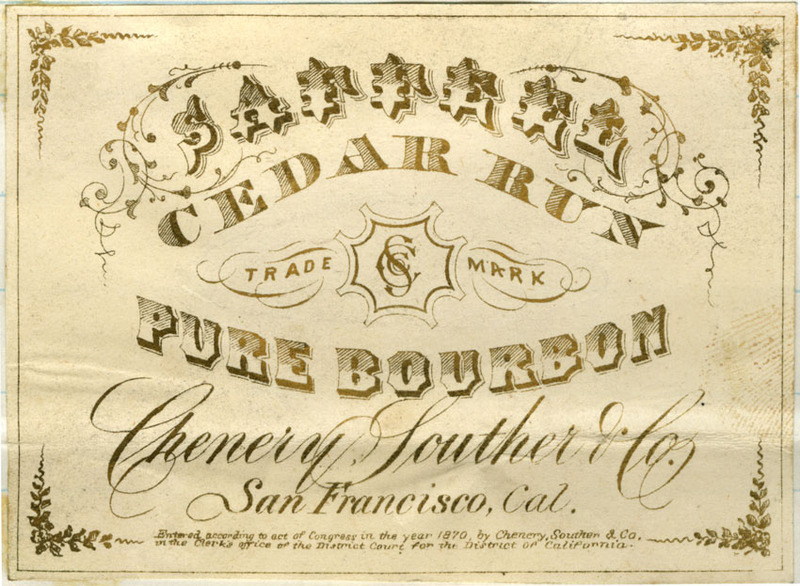 SAFFELL
CEDAR RUN
TRADE MARK
PURE BOURBON
Chenery, Souther & Co.
San Francisco, Cal.
Entered according to act of Congress in the year 1870, by Chenery, Souther & Co.
in the Clerk's office of the District Court for the District of California.